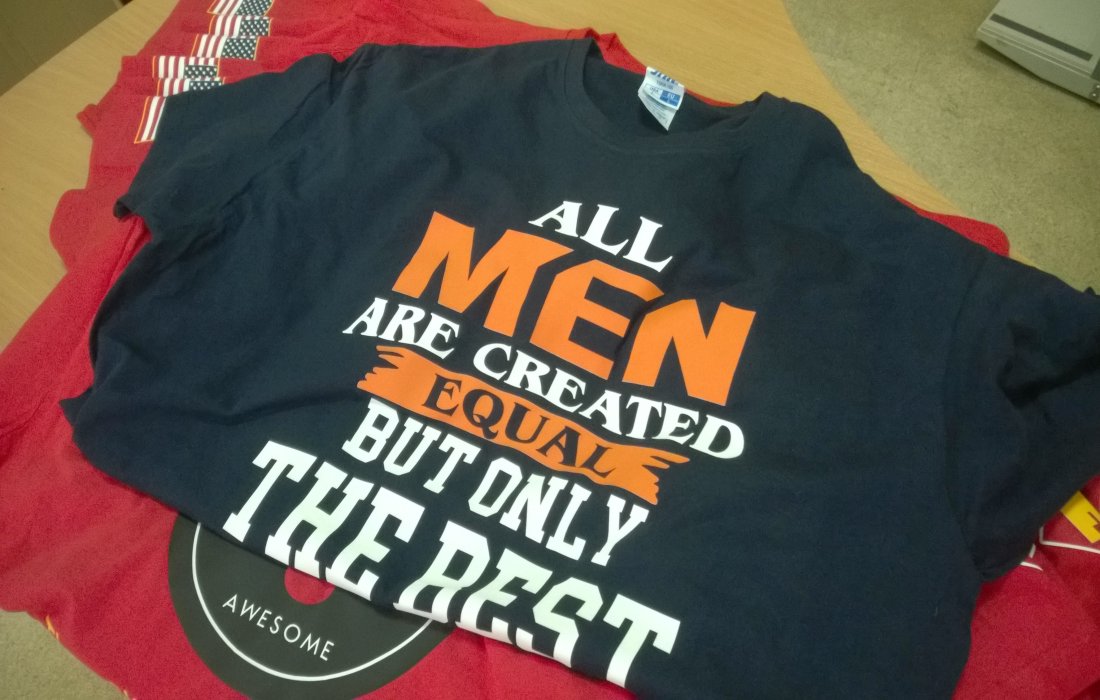 ALL
MEN
ARE CREATED
EQUAL
BUT ONLY
THE BEST
AWESOME